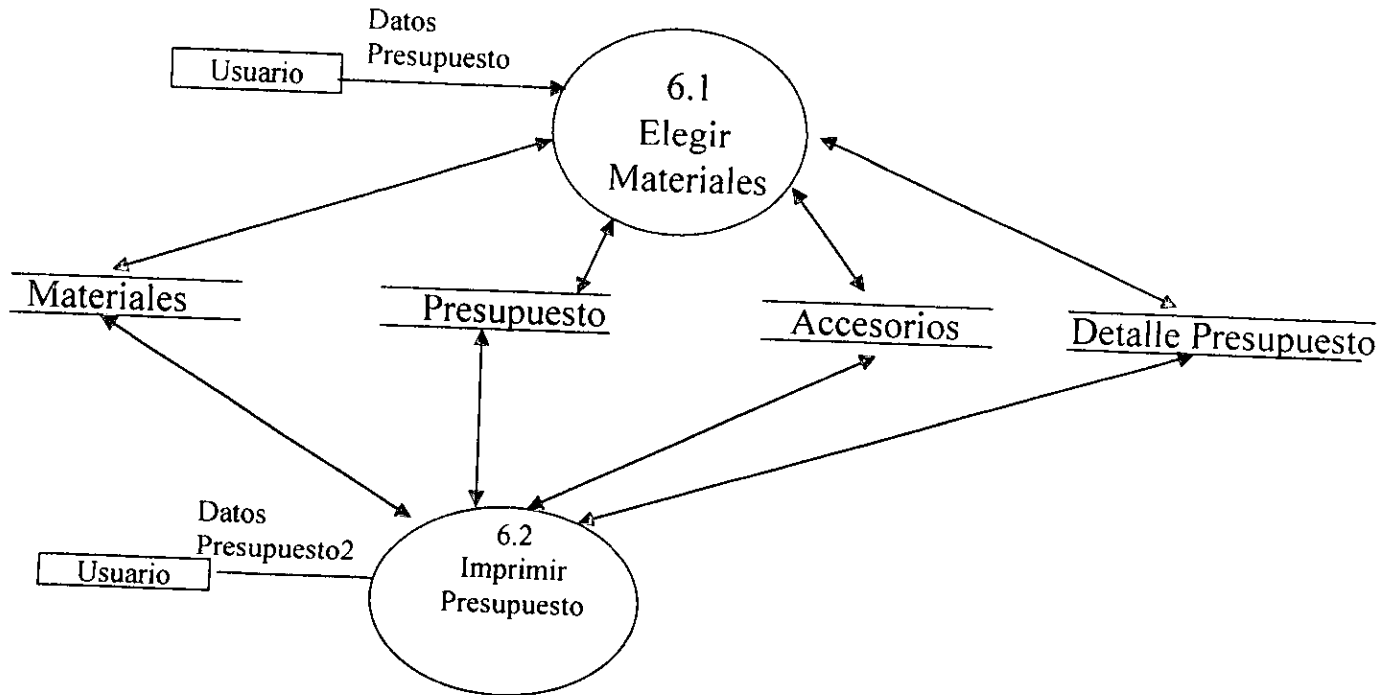 Datos
Presupuesto
Usuario
6.1
Elegir
Materiales
Materiales
Presupuesto
Accesorios
Detalle Presupuesto
Datos
Presupuesto2
Usuario
6.2
Imprimir
Presupuesto